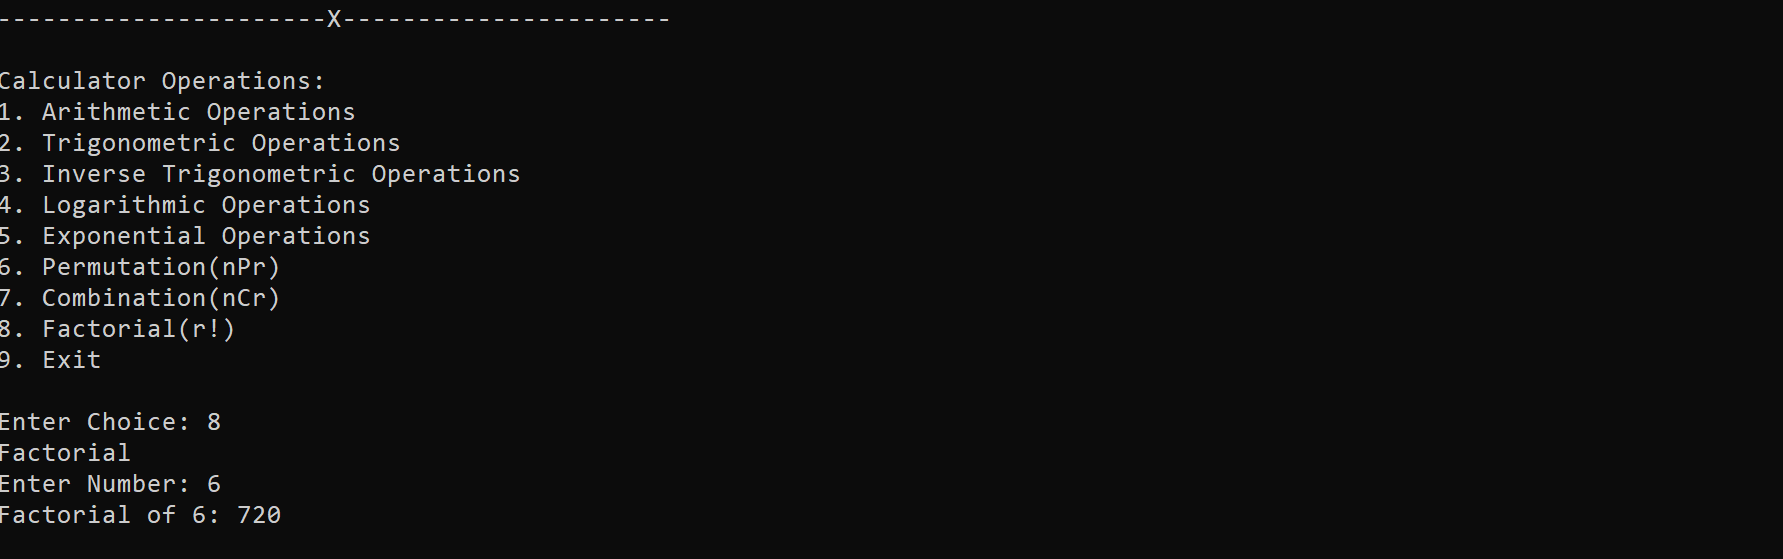 ----------------------X----------------------
Calculator Operations:
1. Arithmetic Operations
2. Trigonometric Operations
3. Inverse Trigonometric Operations
4. Logarithmic Operations
5. Exponential Operations
6. Permutation(nPr)
7. Combination(nCr)
8. Factorial(r!)
9. Exit
Enter Choice: 8
Factorial
Enter Number: 6
Factorial of 6: 720